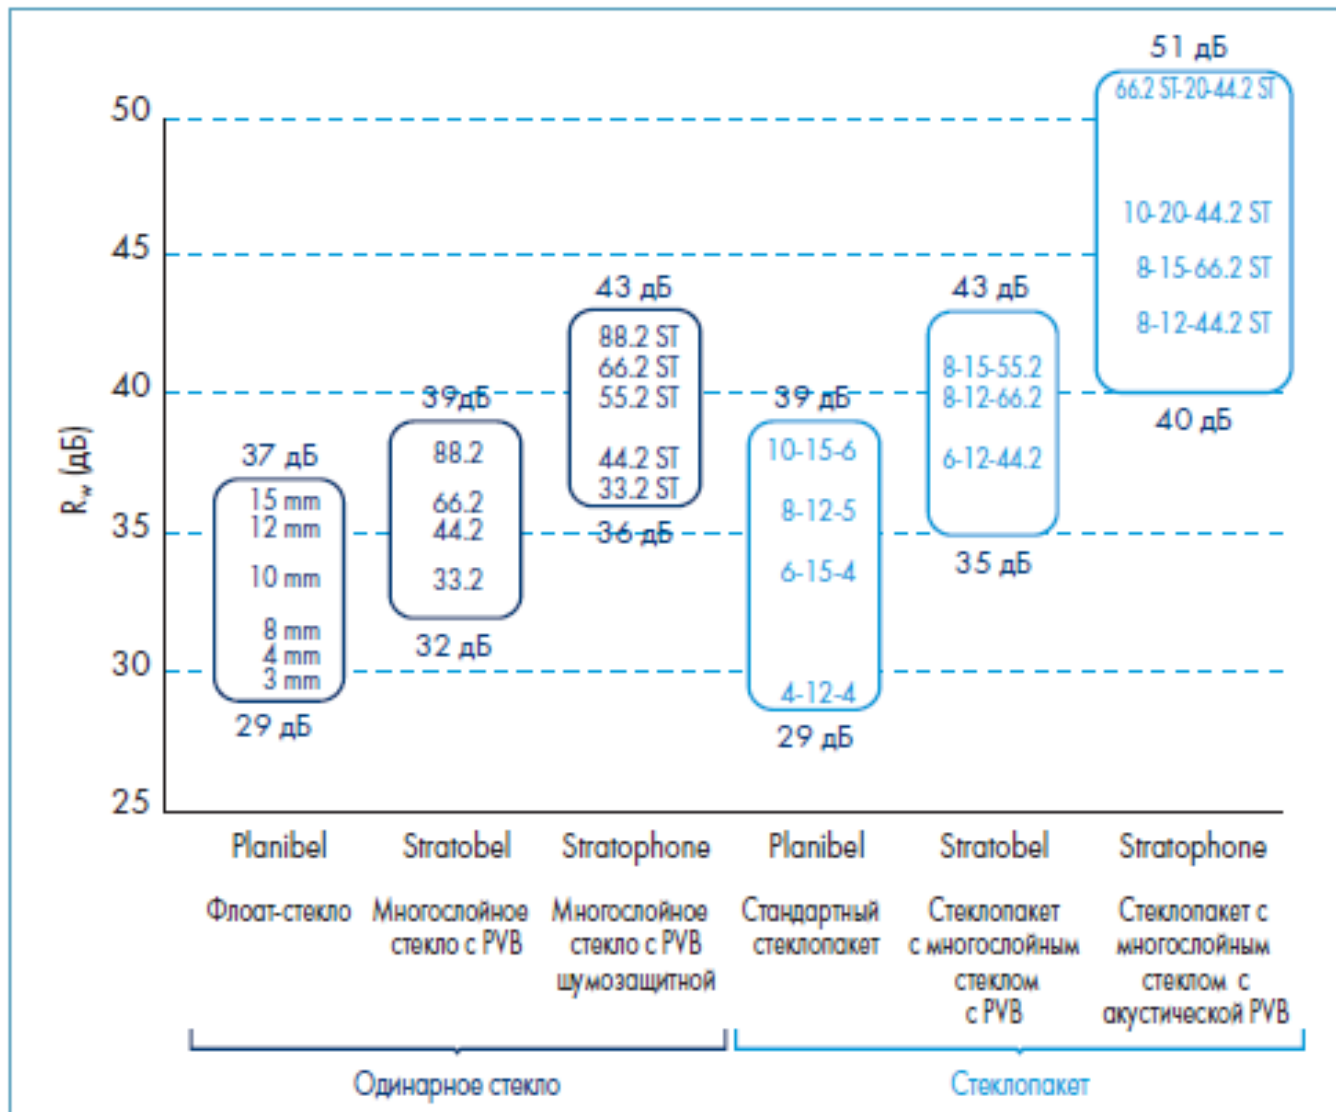 51 дБ
66.2 ST-20-44.2 ST
50
10-20-44.2 ST
45
8-15-66.2 ST
43 дБ
43 дБ
8-12-44.2 ST
88.2 ST
66.2 ST
55.2 ST
8-15-55.2
8-12-66.2
40
39дБ
39 дБ
40 дБ
R_w (дБ)
37 дБ
88.2
44.2 ST
33.2 ST
10-15-6
6-12-44.2
15 mm
12 mm
66.2
44.2
8-12-5
35
36 дБ
35 дБ
10 mm
33.2
6-15-4
8 mm
4 mm
3 mm
32 дБ
30
4-12-4
29 дБ
29 дБ
25
Planibel
Stratobel
Stratophone
Planibel
Stratobel
Stratophone
Флоат-стекло
Многослойное
стекло с PVB
Многослойное
стекло с PVB
шумозащитной
Стандартный
стеклопакет
Стеклопакет
с многослойным
стеклом
с PVB
Стеклопакет с
многослойным
стеклом с
акустической PVB
Одинарное стекло
Стеклопакет